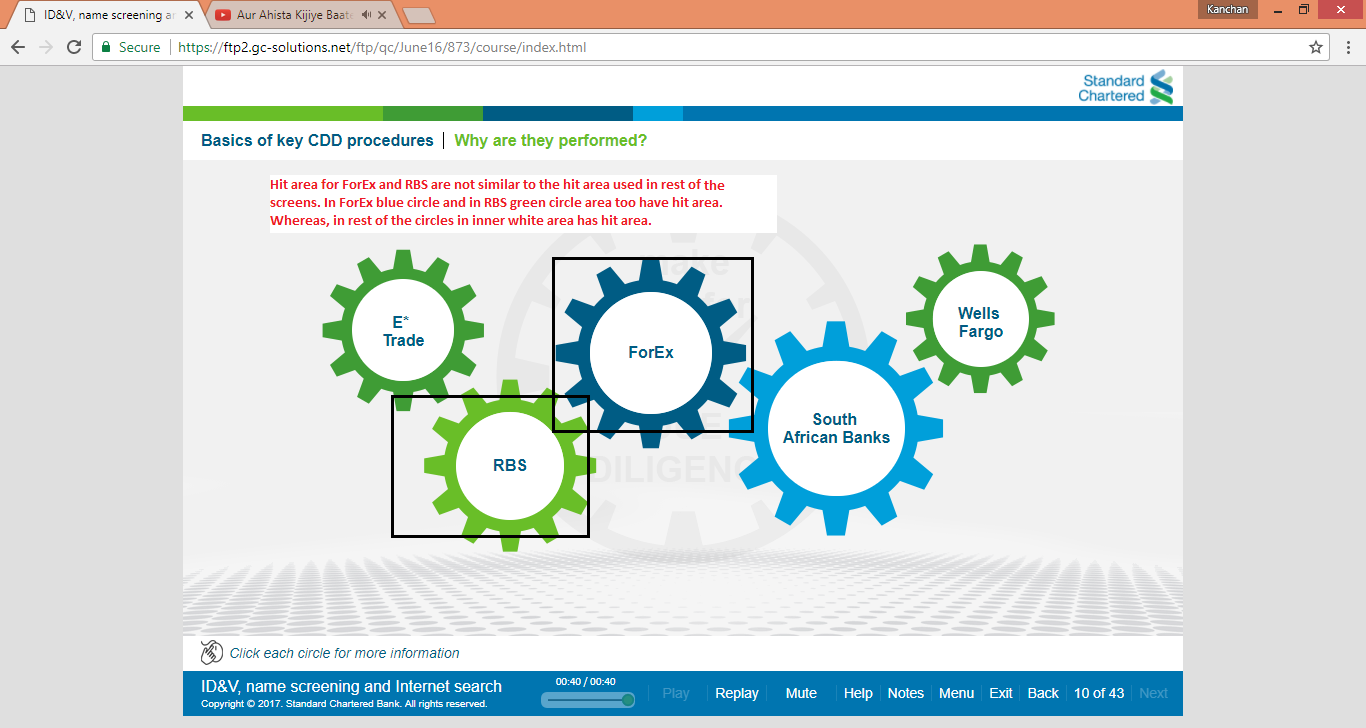 ID&V, name screening a
Aur Ahista Kijiye Baat
Kanchan
Secure
https://ftp2.gc-solutions.net/ftp/qc/June16/873/course/index.html
Standard
Chartered
Basics of key CDD procedures | Why are they performed?
Hit area for ForEx and RBS are not similar to the hit area used in rest of the
screens. In ForEx blue circle and in RBS green circle area too have hit area.
Whereas, in rest of the circles in inner white area has hit area.
E*
Trade
ForEx
Wells
Fargo
South
African Banks
RBS
DILIGENC
Click each circle for more information
ID&V, name screening and Internet search
Copyright © 2017. Standard Chartered Bank. All rights reserved.
00:40 / 00:40
Play
Replay
Mute
Help
Notes
Menu
Exit
Back
10 of 43
Next